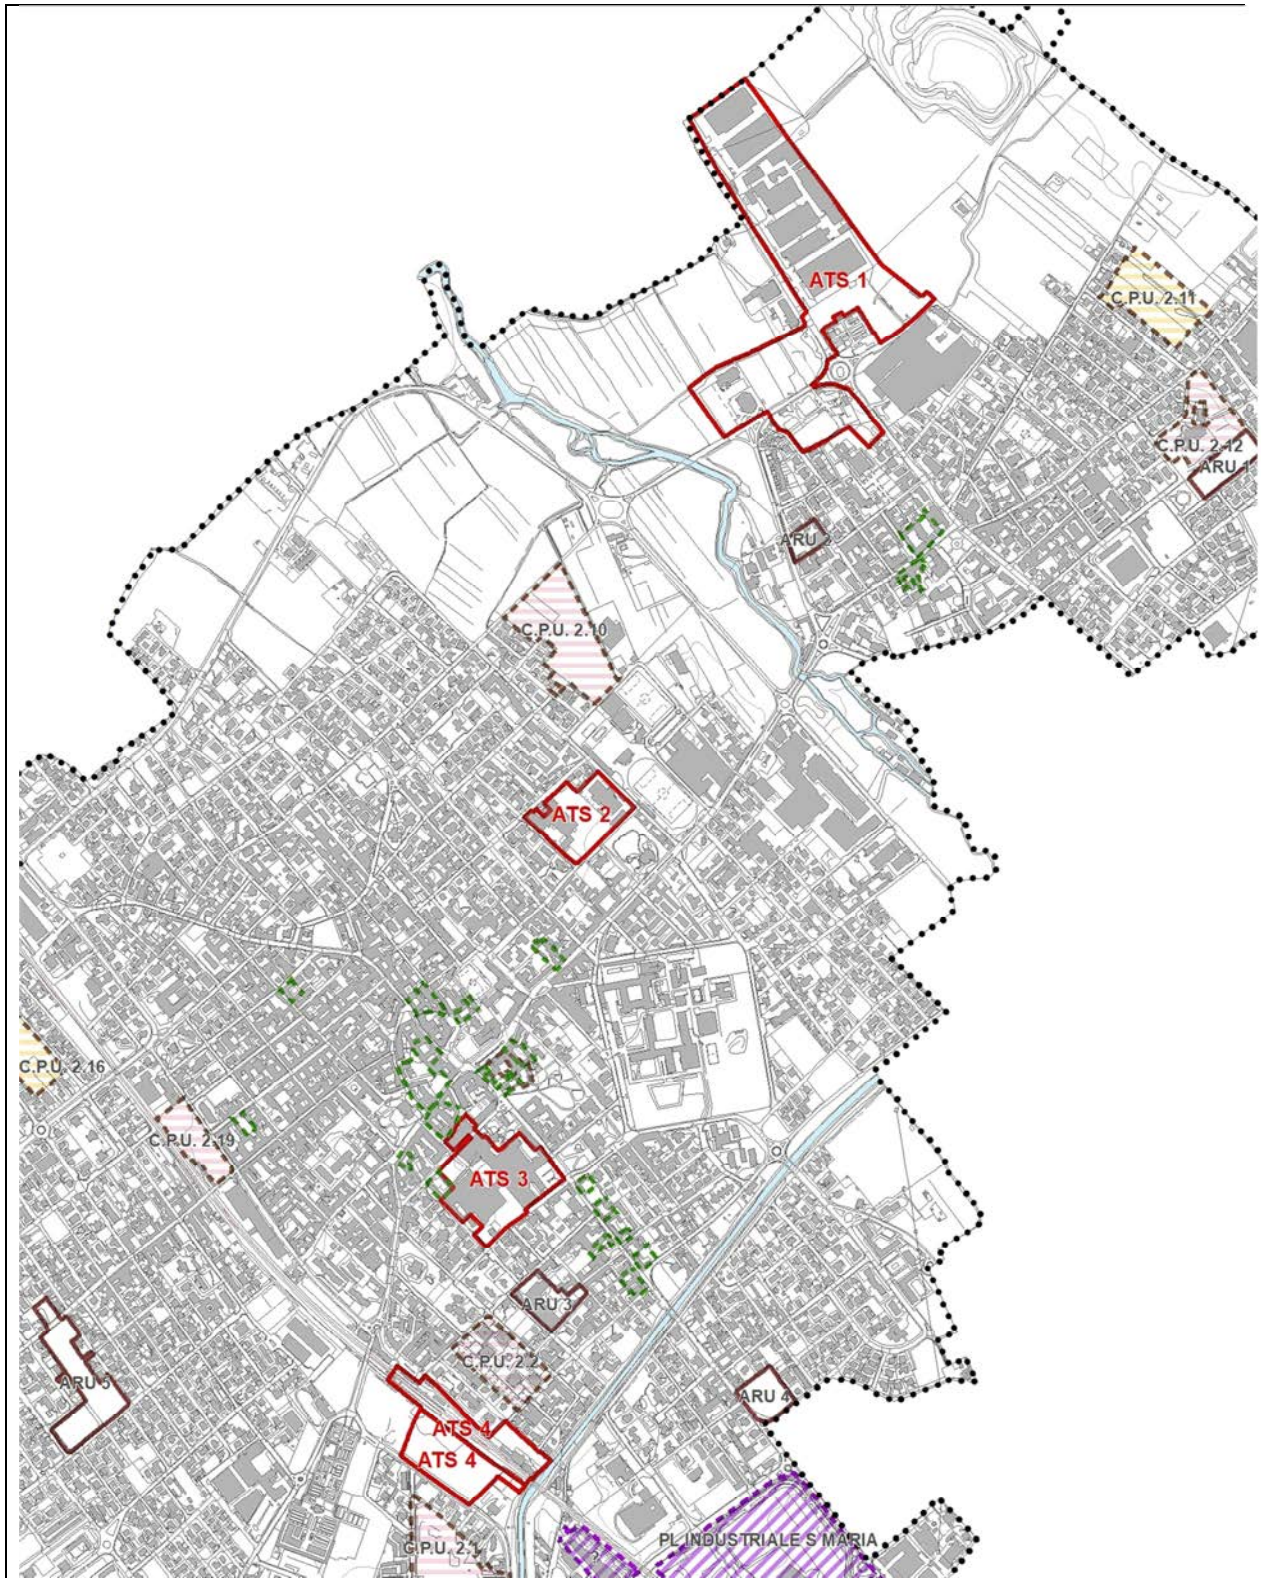 ATS 1
C.P.U. 2.11
C.P.U. 2.12
ARU 1
ARU 2
C.P.U. 2.10
ATS 2
C.P.U. 2.16
C.P.U. 2.19
ATS 3
ARU 3
C.P.U. 2.2
ARU 5
ARU 4
ATS 4
ATS 4
PL INDUSTRIALE S MARIA
C.P.U. 2.1
2